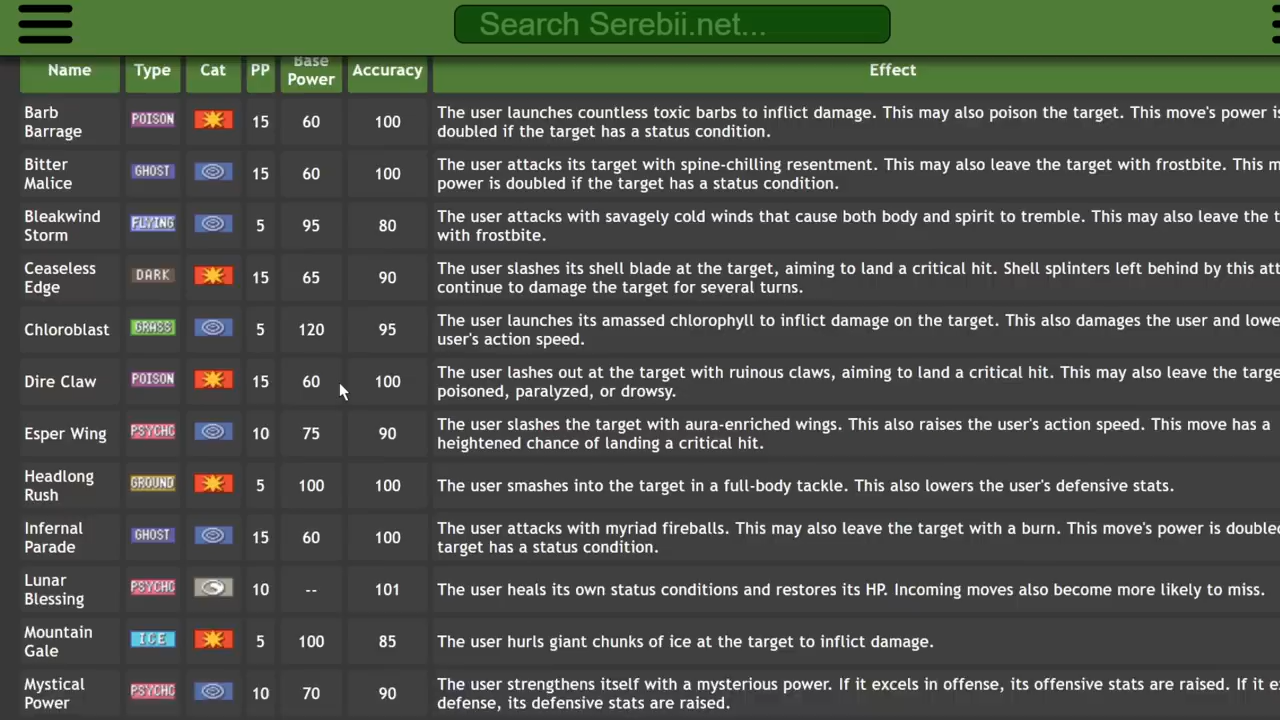 Search Serebii.net...
Name Type Cat PP Base Power Accuracy Effect
Barb Barrage POISON 15 60 100 The user launches countless toxic barbs to inflict damage. This may also poison the target. This move's power is
doubled if the target has a status condition.
Bitter Malice GHOST 15 60 100 The user attacks its target with spine-chilling resentment. This may also leave the target with frostbite. This
power is doubled if the target has a status condition.
Bleakwind Storm FLYING 5 95 80 The user attacks with savagely cold winds that cause both body and spirit to tremble. This may also leave the
with frostbite.
Ceaseless Edge DARK 15 65 90 The user slashes its shell blade at the target, aiming to land a critical hit. Shell splinters left behind by this
continue to damage the target for several turns.
Chloroblast GRASS 5 120 95 The user launches its amassed chlorophyll to inflict damage on the target. This also damages the user and
user's action speed.
Dire Claw POISON 15 60 100 The user lashes out at the target with ruinous claws, aiming to land a critical hit. This may also leave the
poisoned, paralyzed, or drowsy.
Esper Wing PSYCHC 10 75 90 The user slashes the target with aura-enriched wings. This also raises the user's action speed. This move has a
heightened chance of landing a critical hit.
Headlong Rush GROUND 5 100 100 The user smashes into the target in a full-body tackle. This also lowers the user's defensive stats.
Infernal Parade GHOST 15 60 100 The user attacks with myriad fireballs. This may also leave the target with a burn. This move's power is doubled
target has a status condition.
Lunar Blessing PSYCHC 10 -- 101 The user heals its own status conditions and restores its HP. Incoming moves also become more likely to miss.
Mountain Gale ICE 5 100 85 The user hurls giant chunks of ice at the target to inflict damage.
Mystical Power PSYCHC 10 70 90 The user strengthens itself with a mysterious power. If it excels in offense, its offensive stats are raised. If it
defense, its defensive stats are raised.